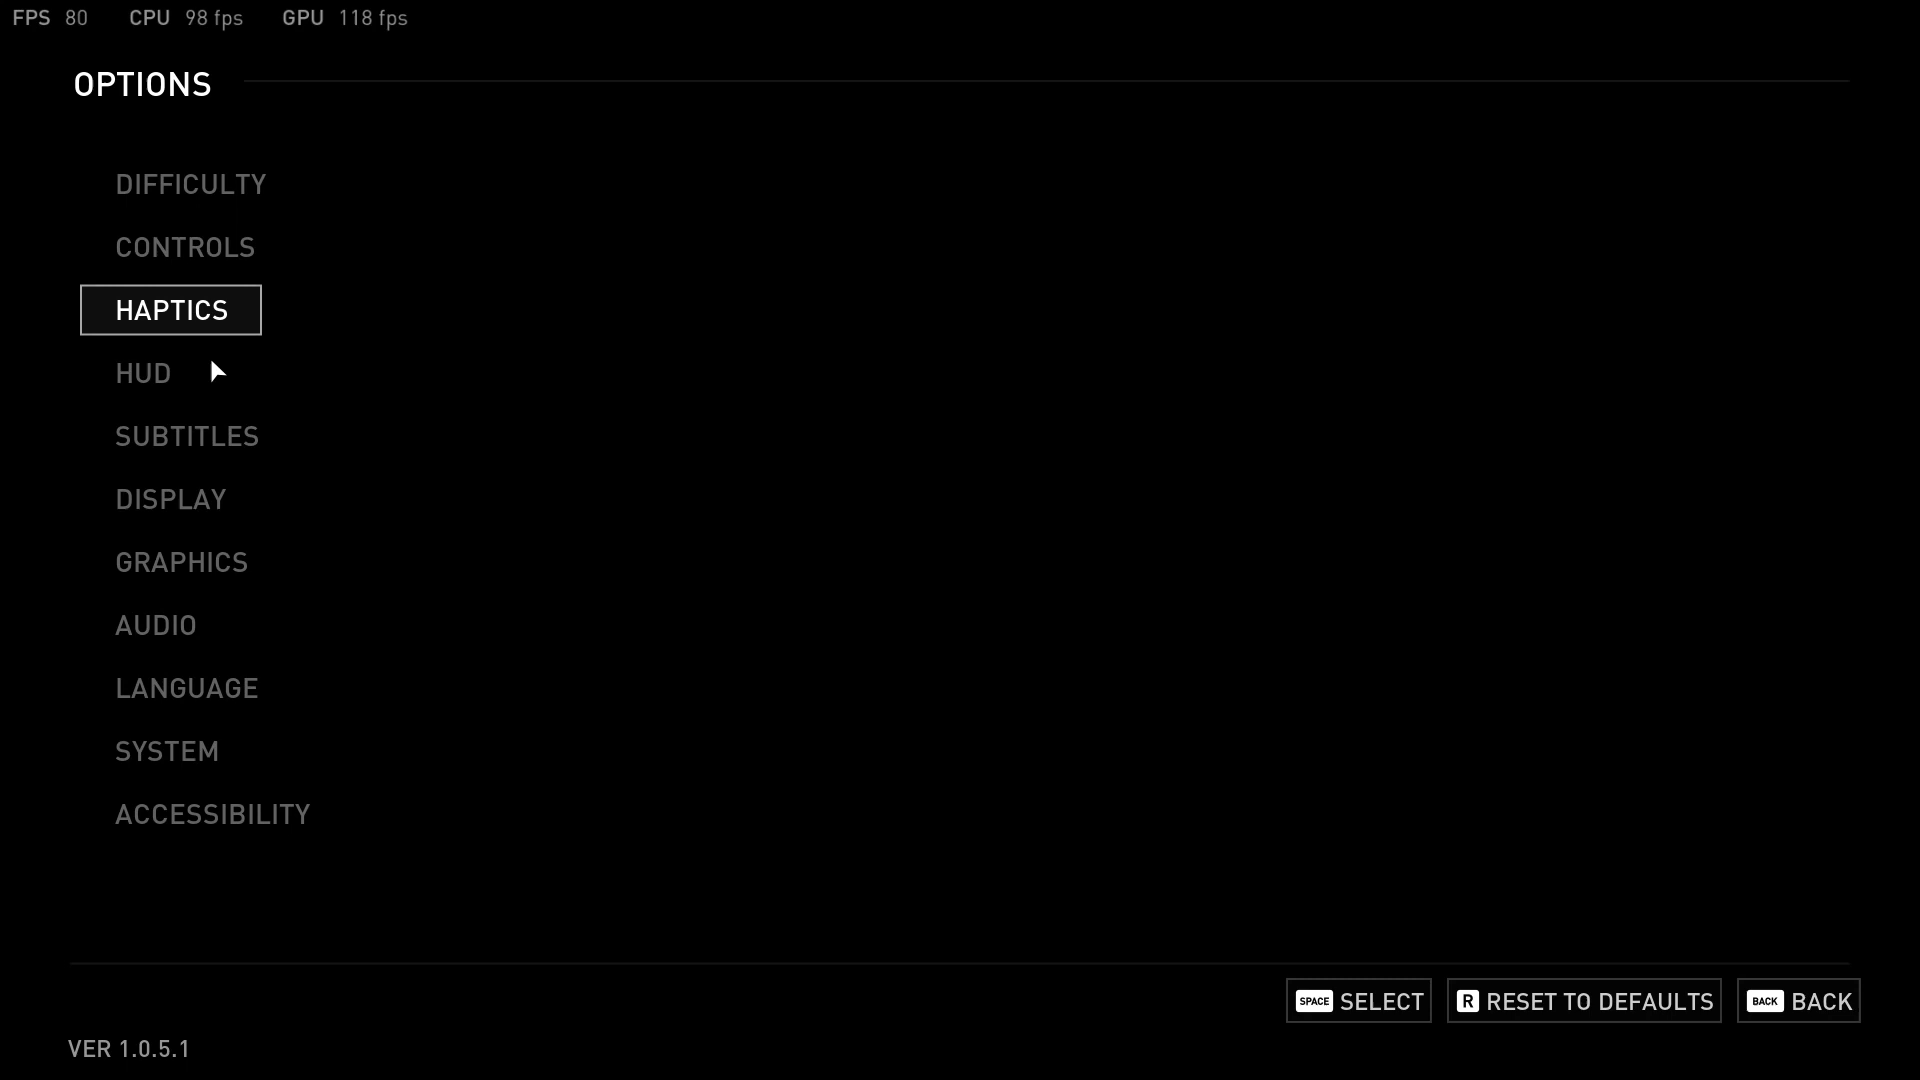 FPS 80 CPU 98 fps GPU 118 fps
OPTIONS
DIFFICULTY
CONTROLS
HAPTICS
HUD
SUBTITLES
DISPLAY
GRAPHICS
AUDIO
LANGUAGE
SYSTEM
ACCESSIBILITY
SPACE SELECT R RESET TO DEFAULTS BACK BACK
VER 1.0.5.1